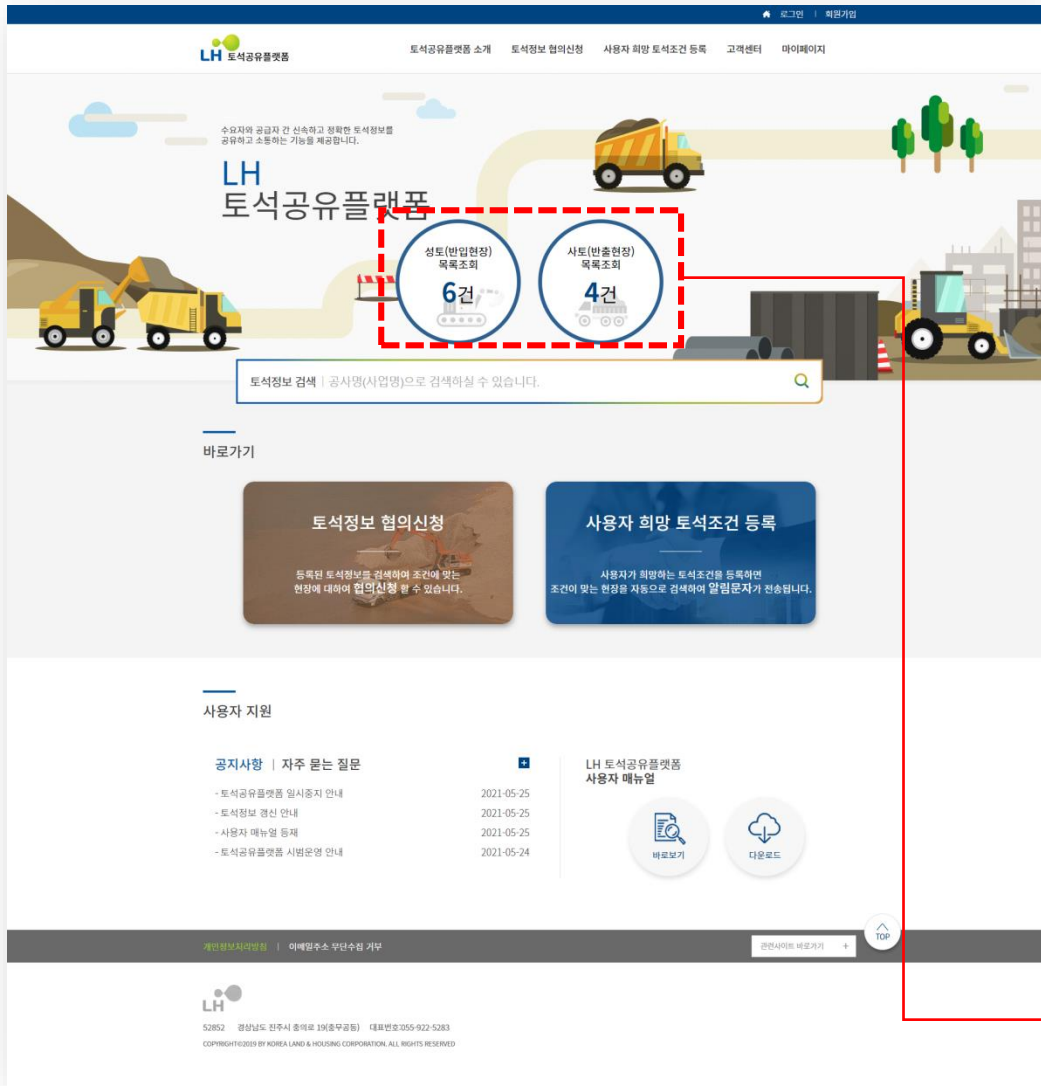 로그인 | 회원가입
LH 토석공유플랫폼
토석공유플랫폼 소개 토석정보 협의신청 사용자 희망 토석조건 등록 고객센터 마이페이지
수요자와 공급자 간 신속하고 정확한 토석정보를
공유하고 소통하는 기능을 제공합니다.
LH
토석공유플랫폼
성토(반입현장)
목록조회
6건
사토(반출현장)
목록조회
4건
토석정보 검색 | 공사명(사업명)으로 검색하실 수 있습니다.
바로가기
토석정보 협의신청
등록된 토석정보를 검색하여 조건에 맞는
현장에 대하여 협의신청 할 수 있습니다.
사용자 희망 토석조건 등록
사용자가 희망하는 토석조건을 등록하면
조건이 맞는 현장을 자동으로 검색하여 알림문자가 전송됩니다.
사용자 지원
공지사항 | 자주 묻는 질문
- 토석공유플랫폼 일시중지 안내 2021-05-25
- 토석정보 갱신 안내 2021-05-25
- 사용자 매뉴얼 등재 2021-05-25
- 토석공유플랫폼 시범운영 안내 2021-05-24
LH 토석공유플랫폼
사용자 매뉴얼
바로보기
다운로드
개인정보처리방침 | 이메일주소 무단수집 거부
관련사이트 바로가기 +
TOP
LH
52852 경상남도 진주시 충의로 19(충무공동) 대표번호:055-922-5283
COPYRIGHT©2019 BY KOREA LAND & HOUSING CORPORATION. ALL RIGHTS RESERVED